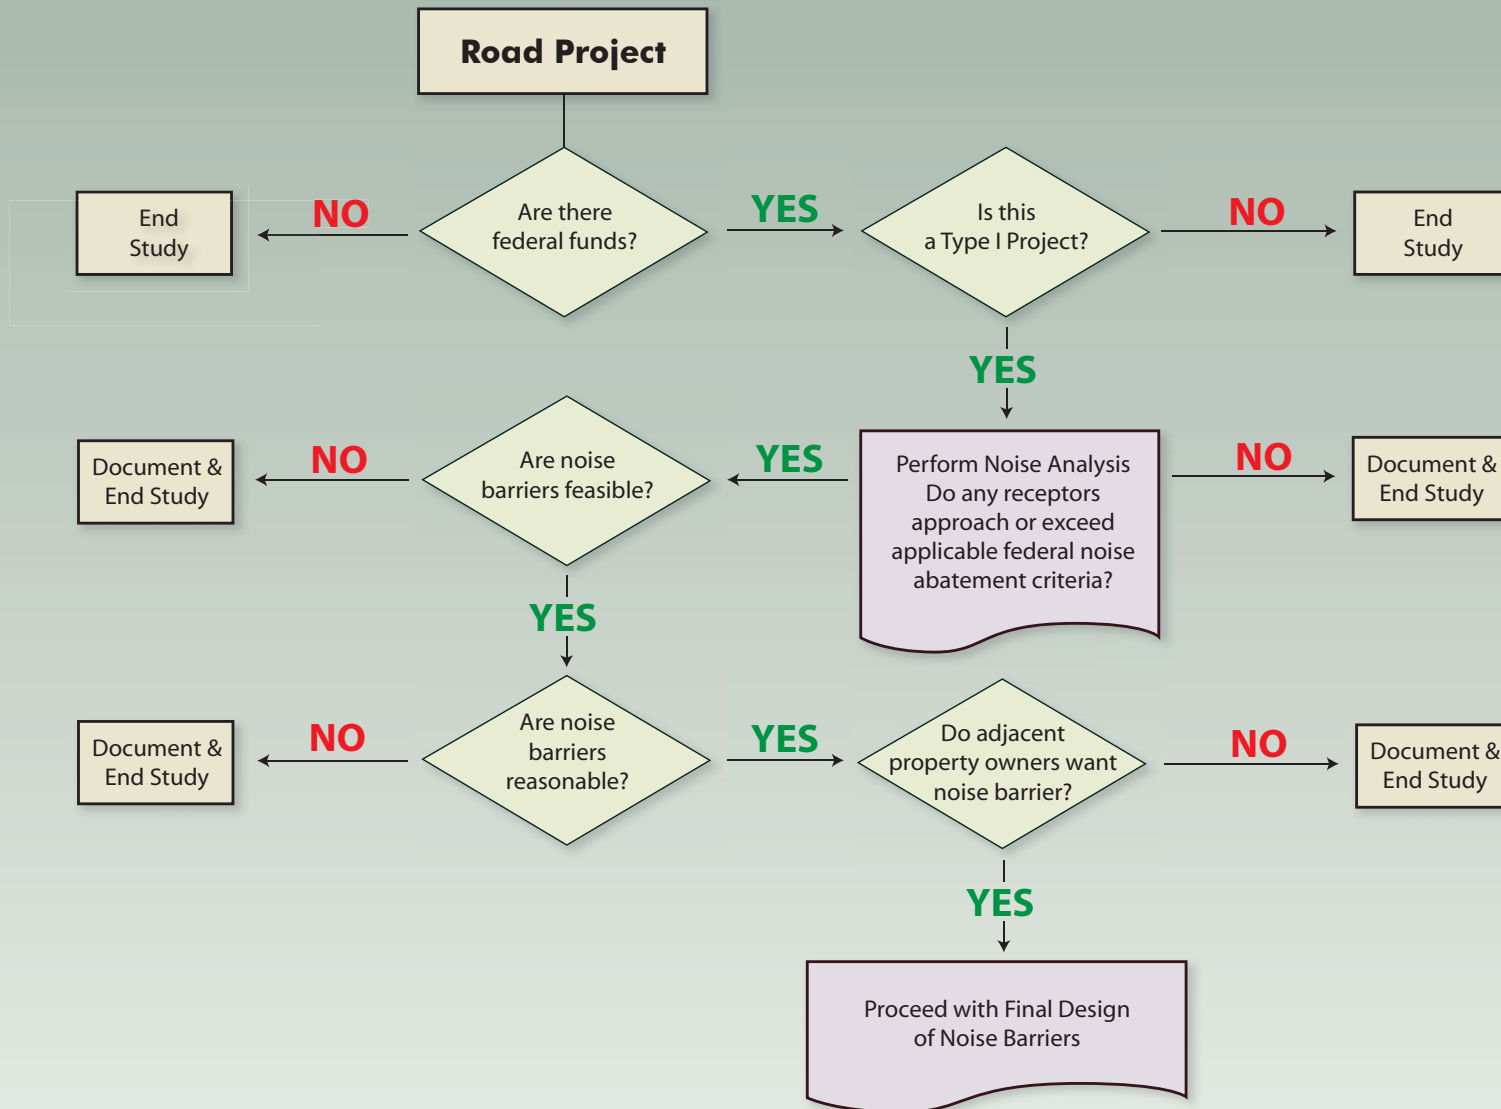 Road Project
Are there
federal funds?
NO
End
Study
YES
Is this
a Type I Project?
NO
End
Study
YES
Perform Noise Analysis
Do any receptors
approach or exceed
applicable federal noise
abatement criteria?
NO
Document &
End Study
YES
Are noise
barriers feasible?
NO
Document &
End Study
YES
Are noise
barriers
reasonable?
NO
Document &
End Study
YES
Do adjacent
property owners want
noise barrier?
NO
Document &
End Study
YES
Proceed with Final Design
of Noise Barriers